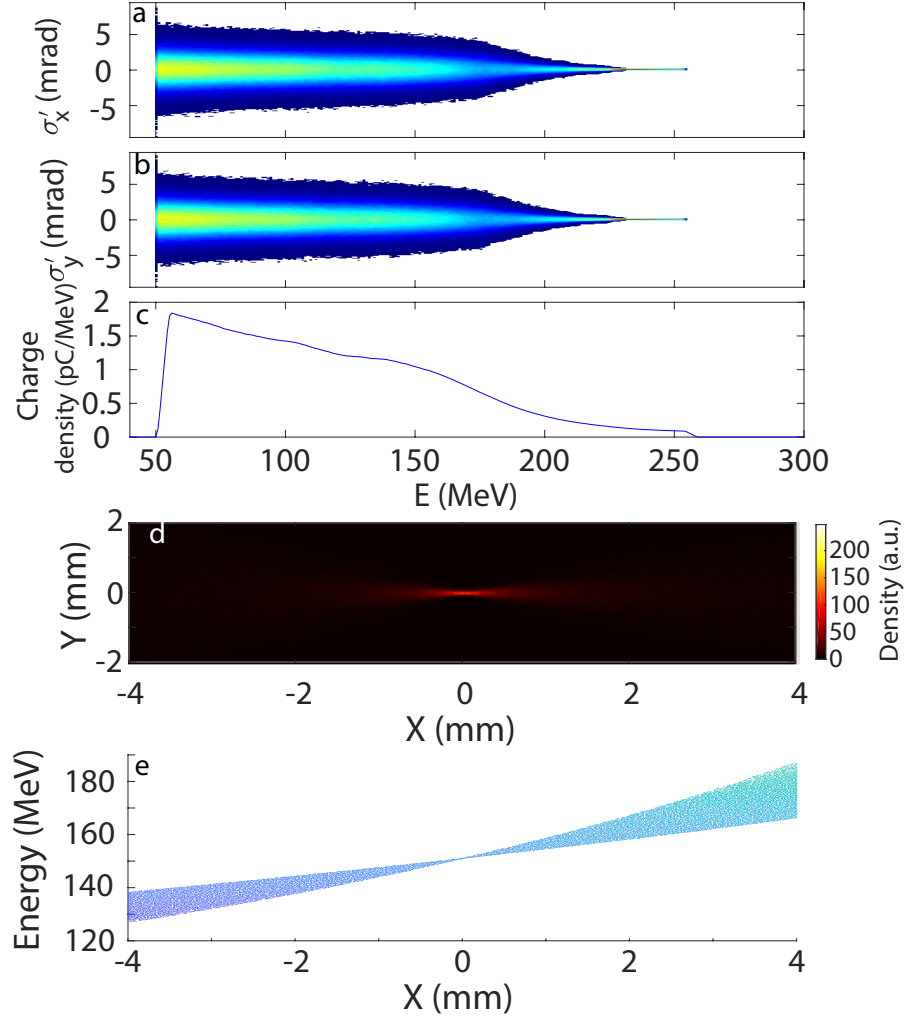 a
5
0
-5
σ′x (mrad)
b
5
0
-5
σ′y (mrad)
c
2
1.5
1
0.5
0
Charge
density (pC/MeV)
50 100 150 200 250 300
E (MeV)
d
2
0
-2
Y (mm)
-4 -2 0 2 4
X (mm)
200
150
100
50
0
Density (a.u.)
e
180
160
140
120
Energy (MeV)
-4 -2 0 2 4
X (mm)